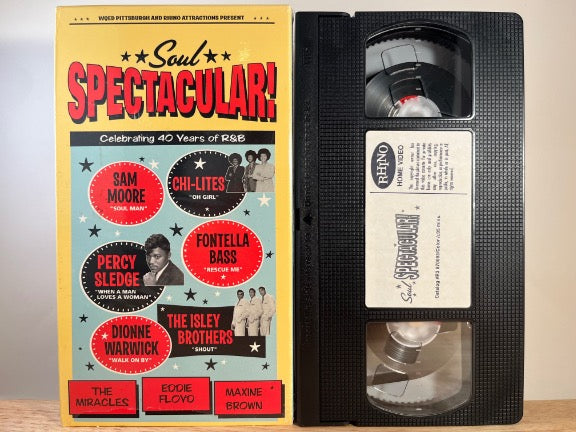 WQED PITTSBURGH AND RHINO ATTRACTIONS PRESENT
Soul
SPECTACULAR!
Celebrating 40 Years of R&B
SAM
MOORE
"SOUL MAN"
CHI-LITES
"OH GIRL"
FONTELLA
BASS
"RESCUE ME"
PERCY
SLEDGE
"WHEN A MAN
LOVES A WOMAN"
THE ISLEY
BROTHERS
"SHOUT"
DIONNE
WARWICK
"WALK ON BY"
THE
MIRACLES
EDDIE
FLOYD
MAXINE
BROWN
RHINO
HOME VIDEO
Soul
SPECTACULAR!